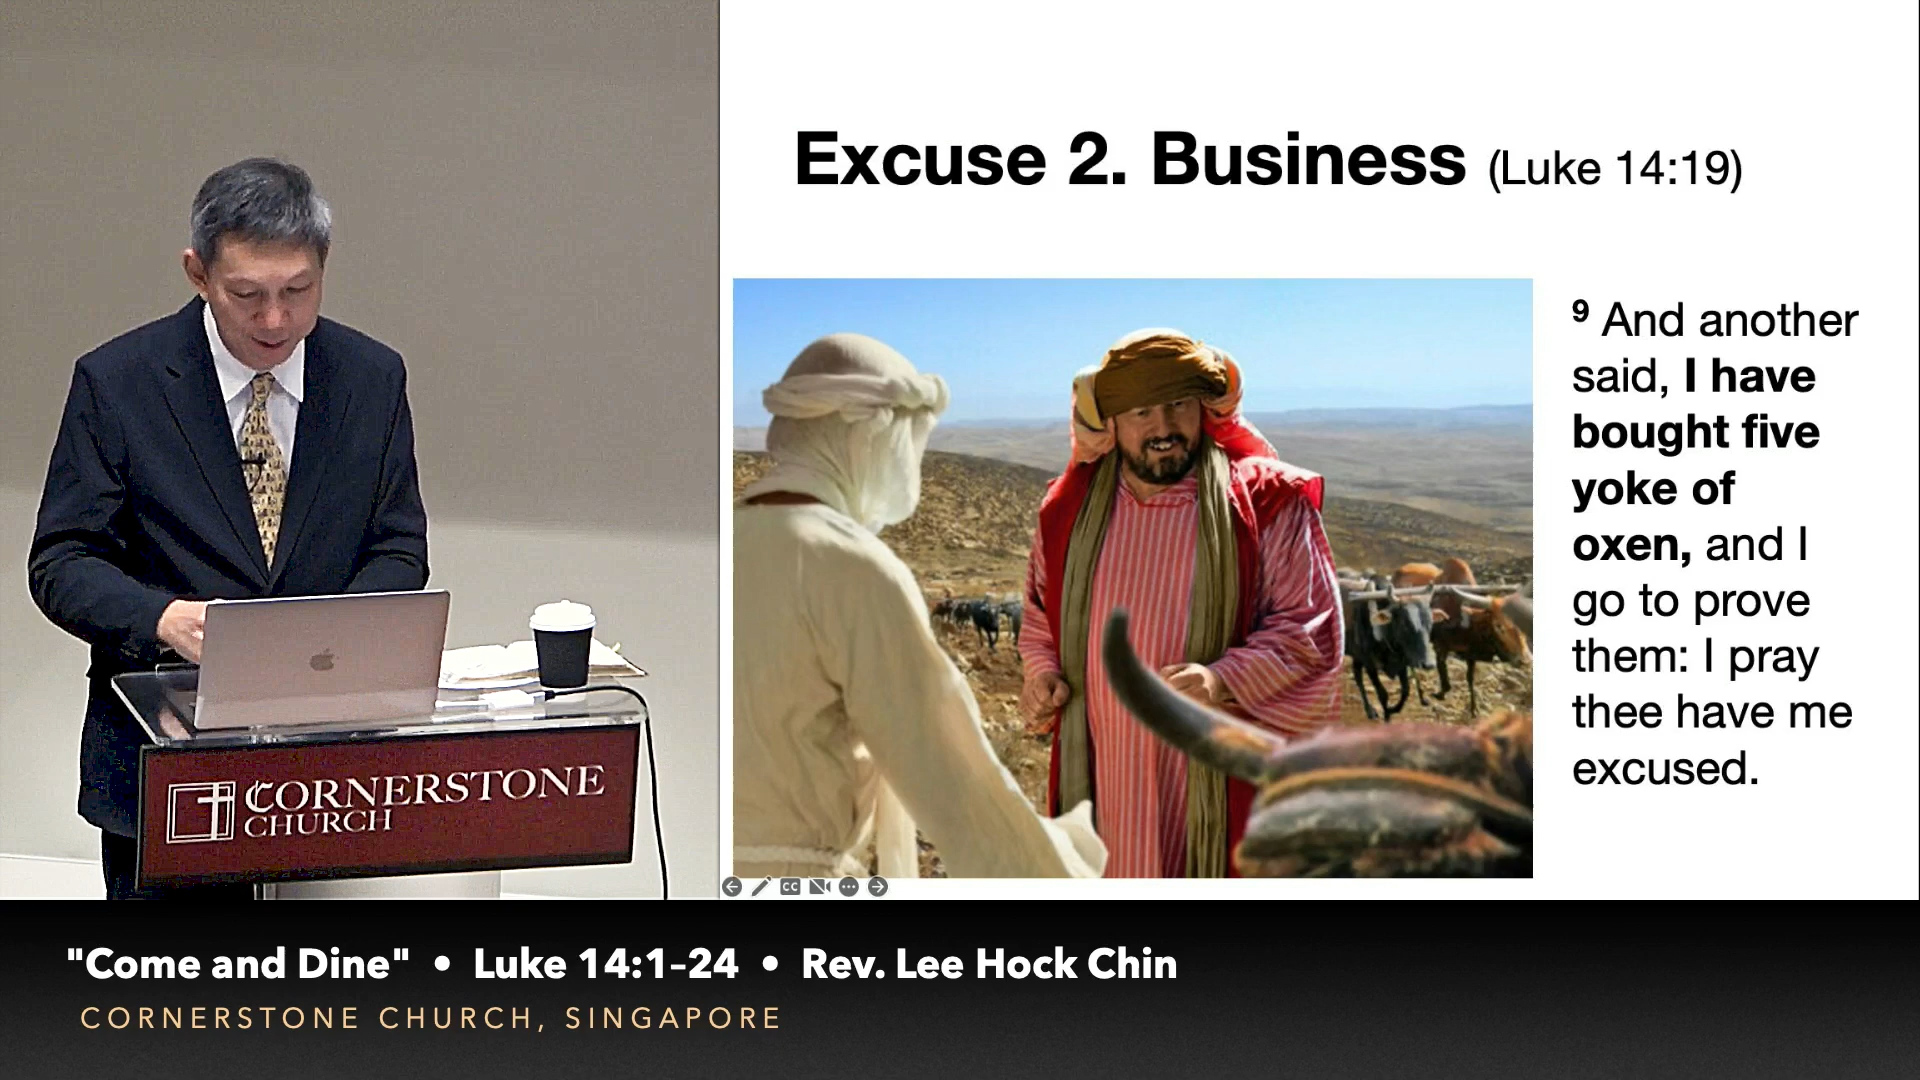 Excuse 2. Business (Luke 14:19)
9 And another
said, I have
bought five
yoke of
oxen, and I
go to prove
them: I pray
thee have me
excused.
CORNERSTONE
CHURCH
CC
"Come and Dine" • Luke 14:1–24 • Rev. Lee Hock Chin
CORNERSTONE CHURCH, SINGAPORE